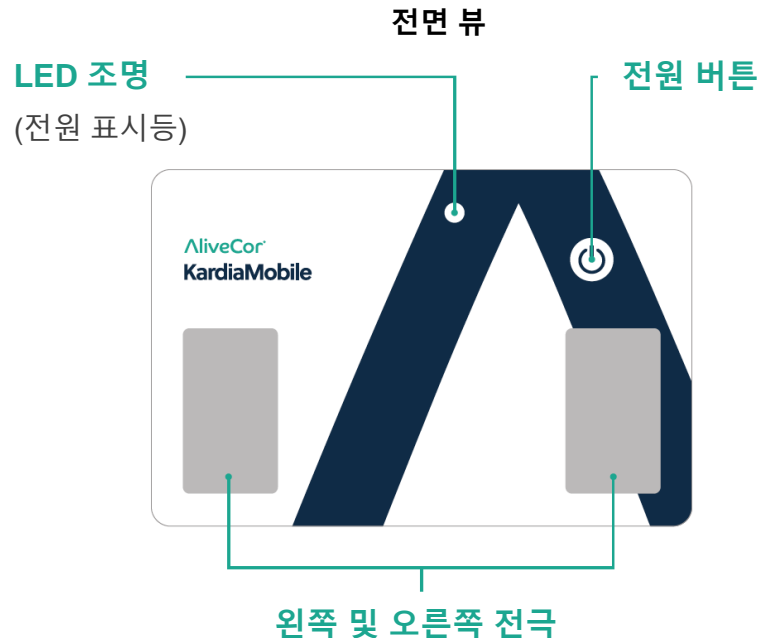 전면 뷰
LED 조명
전원 버튼
(전원 표시등)
AliveCor
KardiaMobile
왼쪽 및 오른쪽 전극